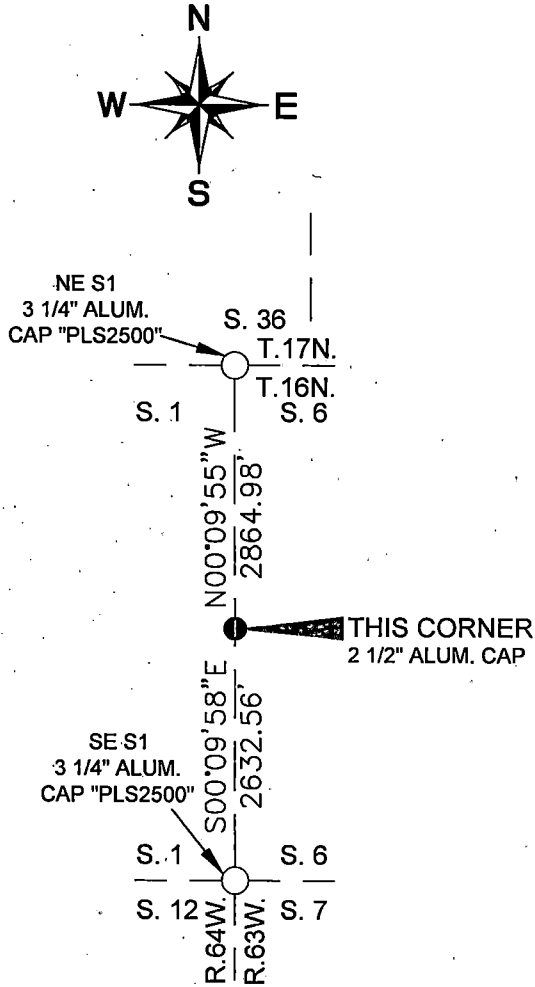 N
W E
S
NE S1
3 1/4" ALUM.
CAP "PLS2500"
S. 36
T.17N.
T.16N.
S. 1 S. 6
N00°09'55"W
2864.98'
THIS CORNER
2 1/2" ALUM. CAP
S00°09'58"E
2632.56'
SE S1
3 1/4" ALUM.
CAP "PLS2500"
S. 1 S. 6
S. 12 S. 7
R.64W.
R.63W.